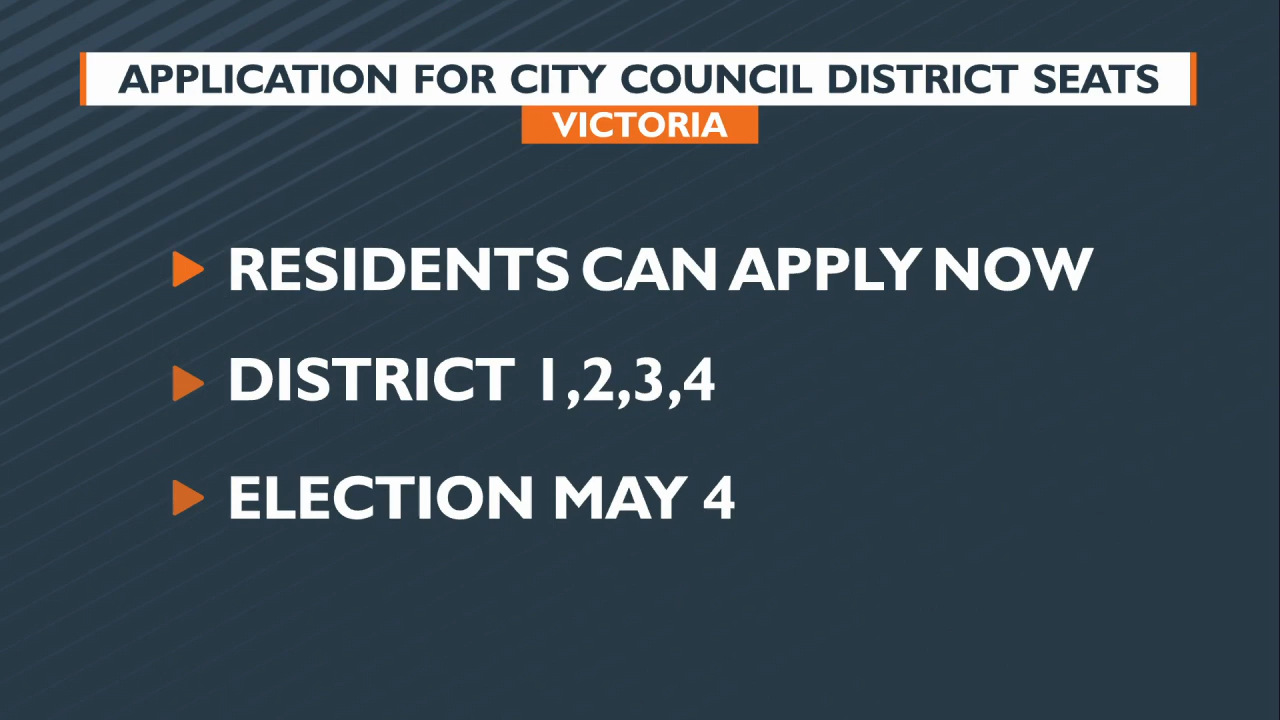 APPLICATION FOR CITY COUNCIL DISTRICT SEATS
VICTORIA
RESIDENTS CAN APPLY NOW
DISTRICT 1,2,3,4
ELECTION MAY 4